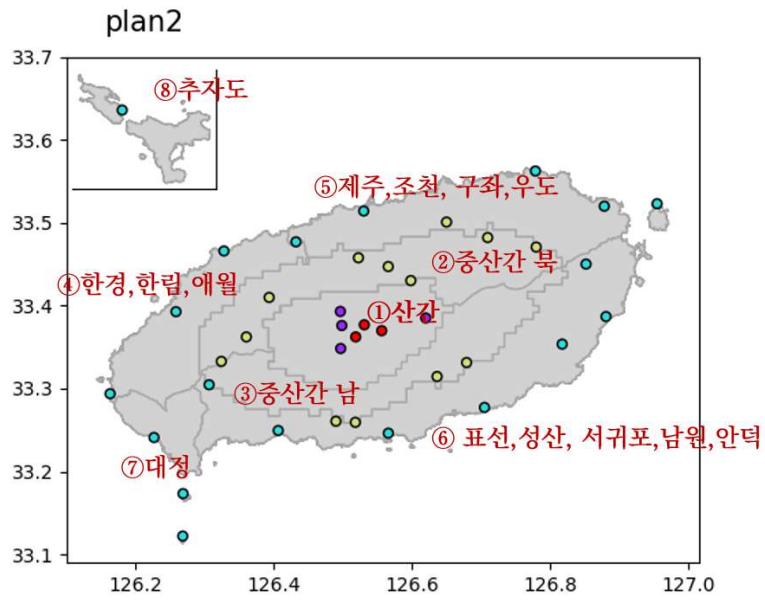 plan2
33.7
⑧추자도
33.6
⑤제주,조천, 구좌,우도
33.5
②중산간 북
④한경,한림,애월
33.4
①산간
33.3
③중산간 남
⑥ 표선,성산, 서귀포,남원,안덕
33.2
⑦대정
33.1
126.2 126.4 126.6 126.8 127.0